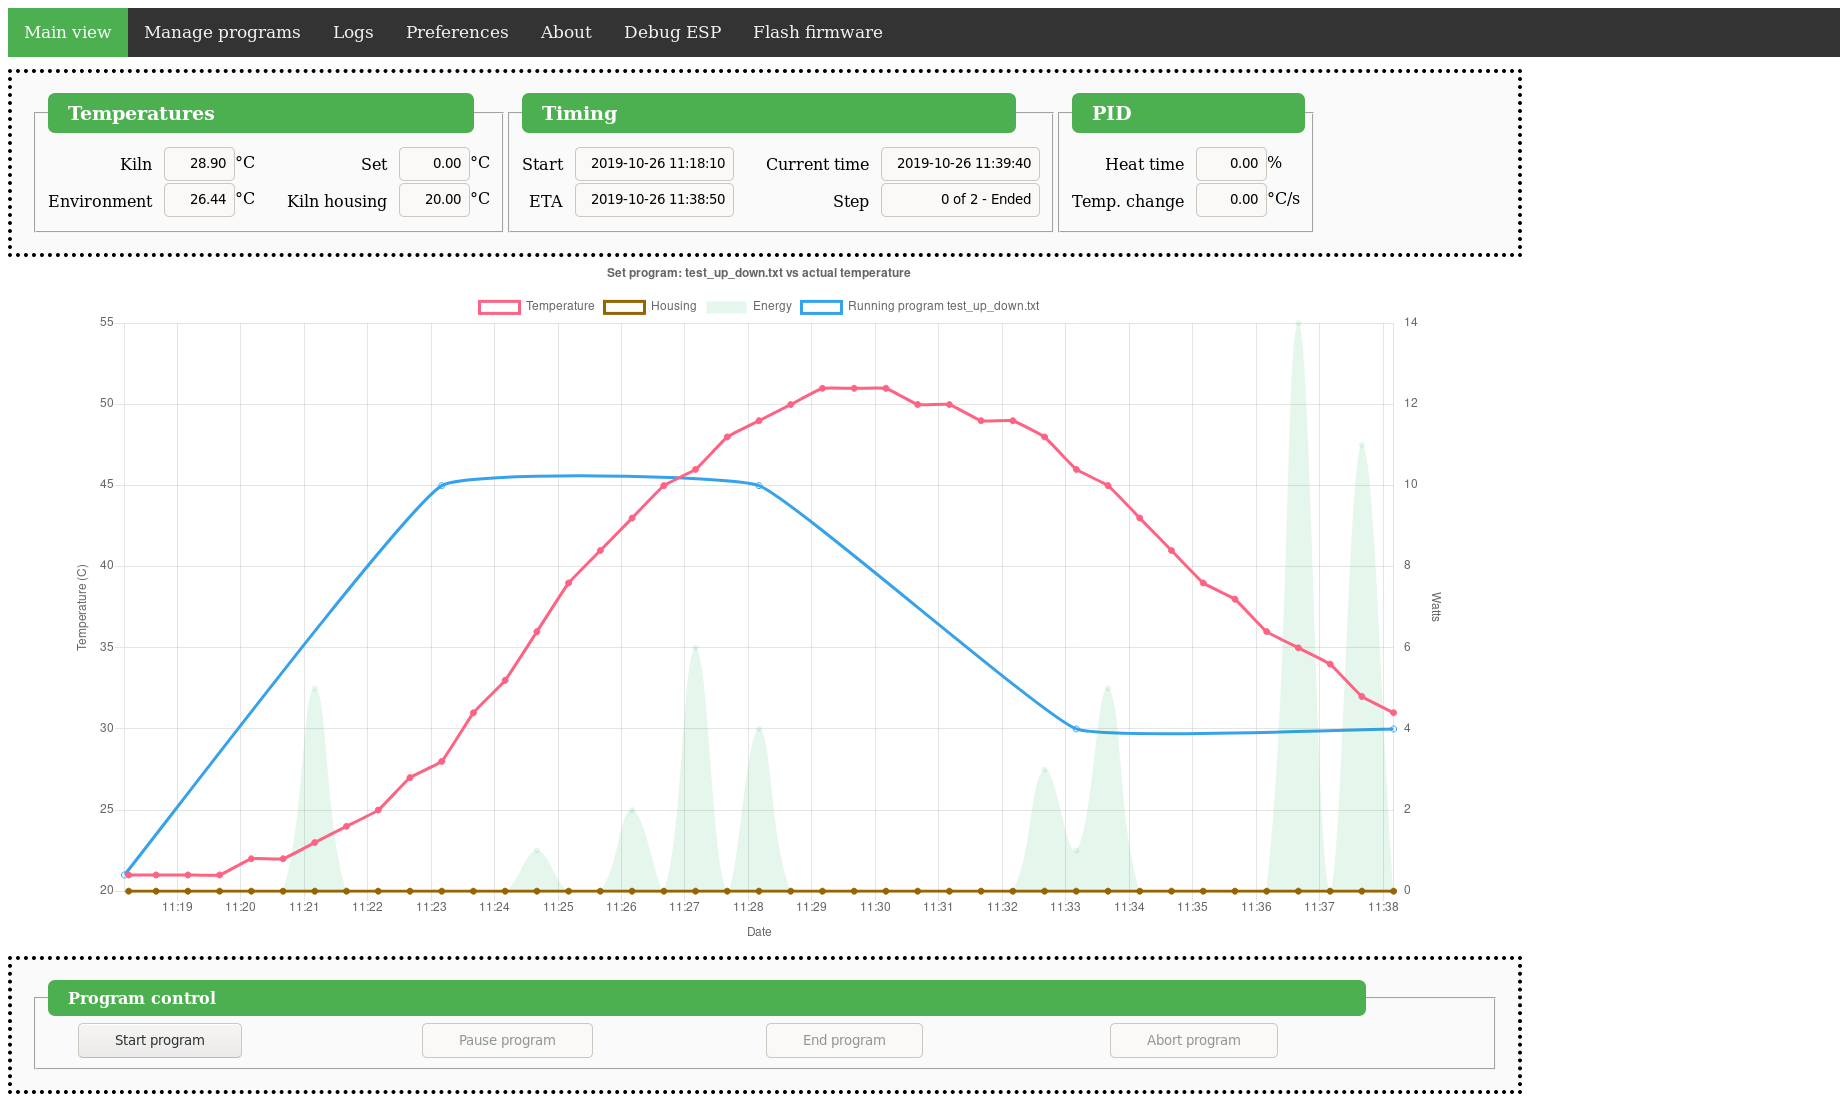 Main view Manage programs Logs Preferences About Debug ESP Flash firmware
Temperatures Timing PID
Kiln 28.90 °C Set 0.00 °C Start 2019-10-26 11:18:10 Current time 2019-10-26 11:39:40 Heat time 0.00 %
Environment 26.44 °C Kiln housing 20.00 °C ETA 2019-10-26 11:38:50 Step 0 of 2 - Ended Temp. change 0.00 °C/s
Set program: test_up_down.txt vs actual temperature
Temperature Housing Energy Running program test_up_down.txt
55 14
50 12
45 10
40 8
Temperature (C)
Watts
35 6
30 4
25 2
20 0
11:19 11:20 11:21 11:22 11:23 11:24 11:25 11:26 11:27 11:28 11:29 11:30 11:31 11:32 11:33 11:34 11:35 11:36 11:37 11:38
Date
Program control
Start program Pause program End program Abort program